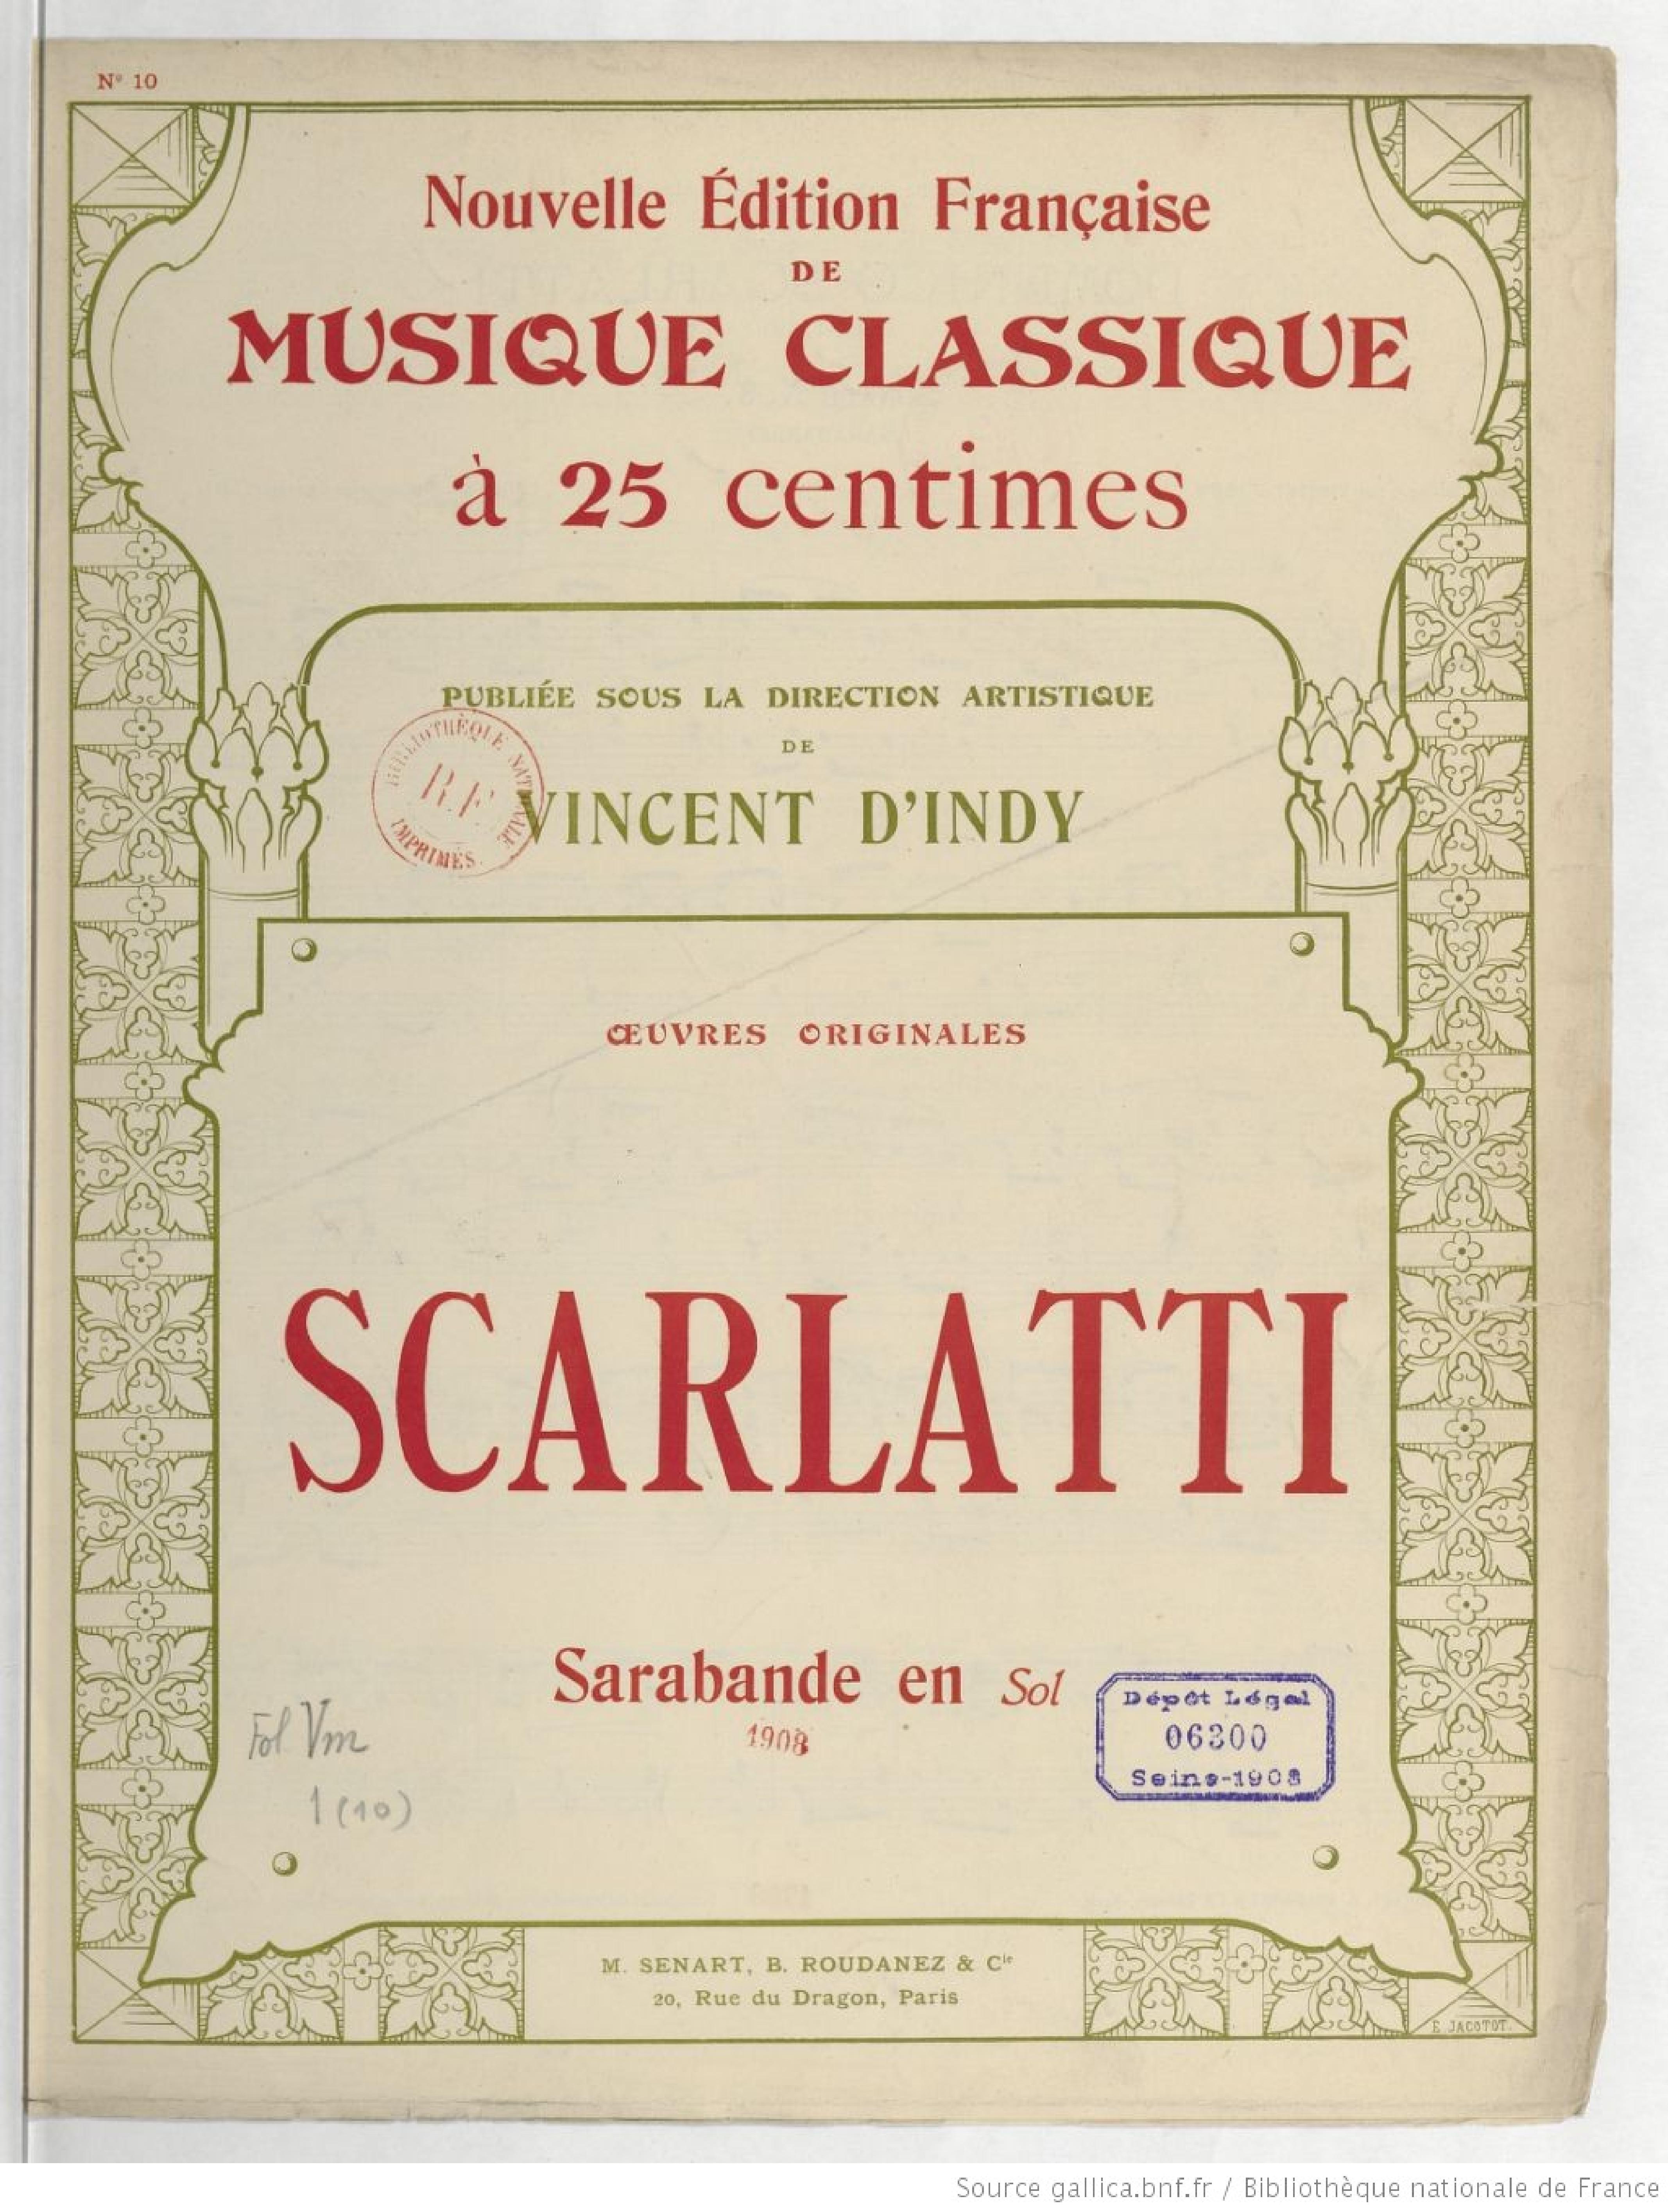 N° 10
Nouvelle Édition Française
DE
MUSIQUE CLASSIQUE
à 25 centimes
PUBLIÉE SOUS LA DIRECTION ARTISTIQUE
DE
VINCENT D'INDY
BIBLIOTHÈQUE NATIONALE
R.F.
IMPRIMÉS.
ŒUVRES ORIGINALES
SCARLATTI
Sarabande en Sol
1908
Dépôt Légal
06300
Seine-1908
Fol Vm
1 (10)
M. SENART, B. ROUDANEZ & Cie
20, Rue du Dragon, Paris
E. JACOTOT.
Source gallica.bnf.fr / Bibliothèque nationale de France